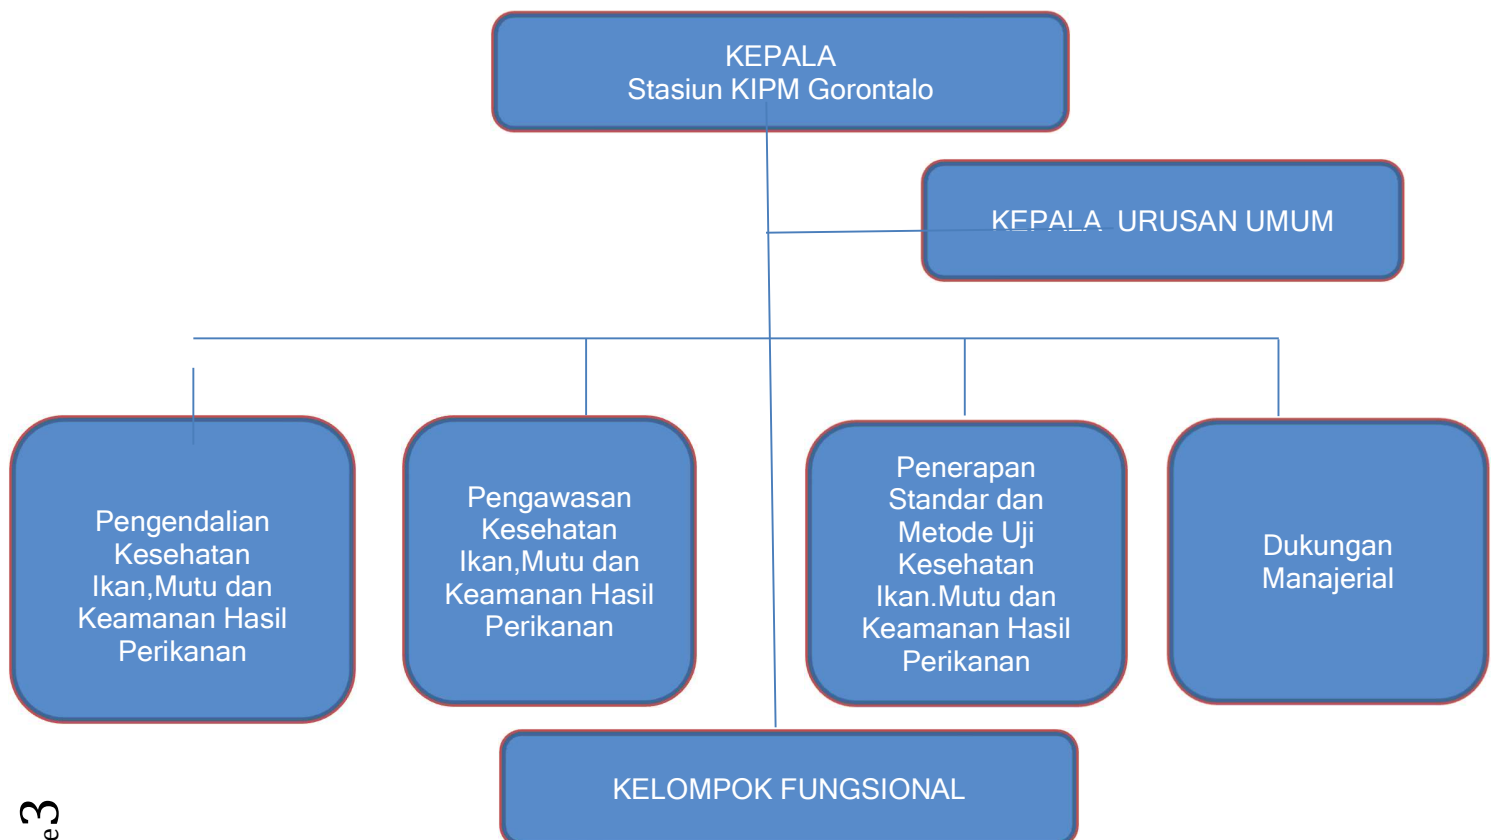 KEPALA
Stasiun KIPM Gorontalo
KEPALA URUSAN UMUM
Pengendalian
Kesehatan
Ikan,Mutu dan
Keamanan Hasil
Perikanan
Pengawasan
Kesehatan
Ikan,Mutu dan
Keamanan Hasil
Perikanan
Penerapan
Standar dan
Metode Uji
Kesehatan
Ikan.Mutu dan
Keamanan Hasil
Perikanan
Dukungan
Manajerial
KELOMPOK FUNGSIONAL
e3